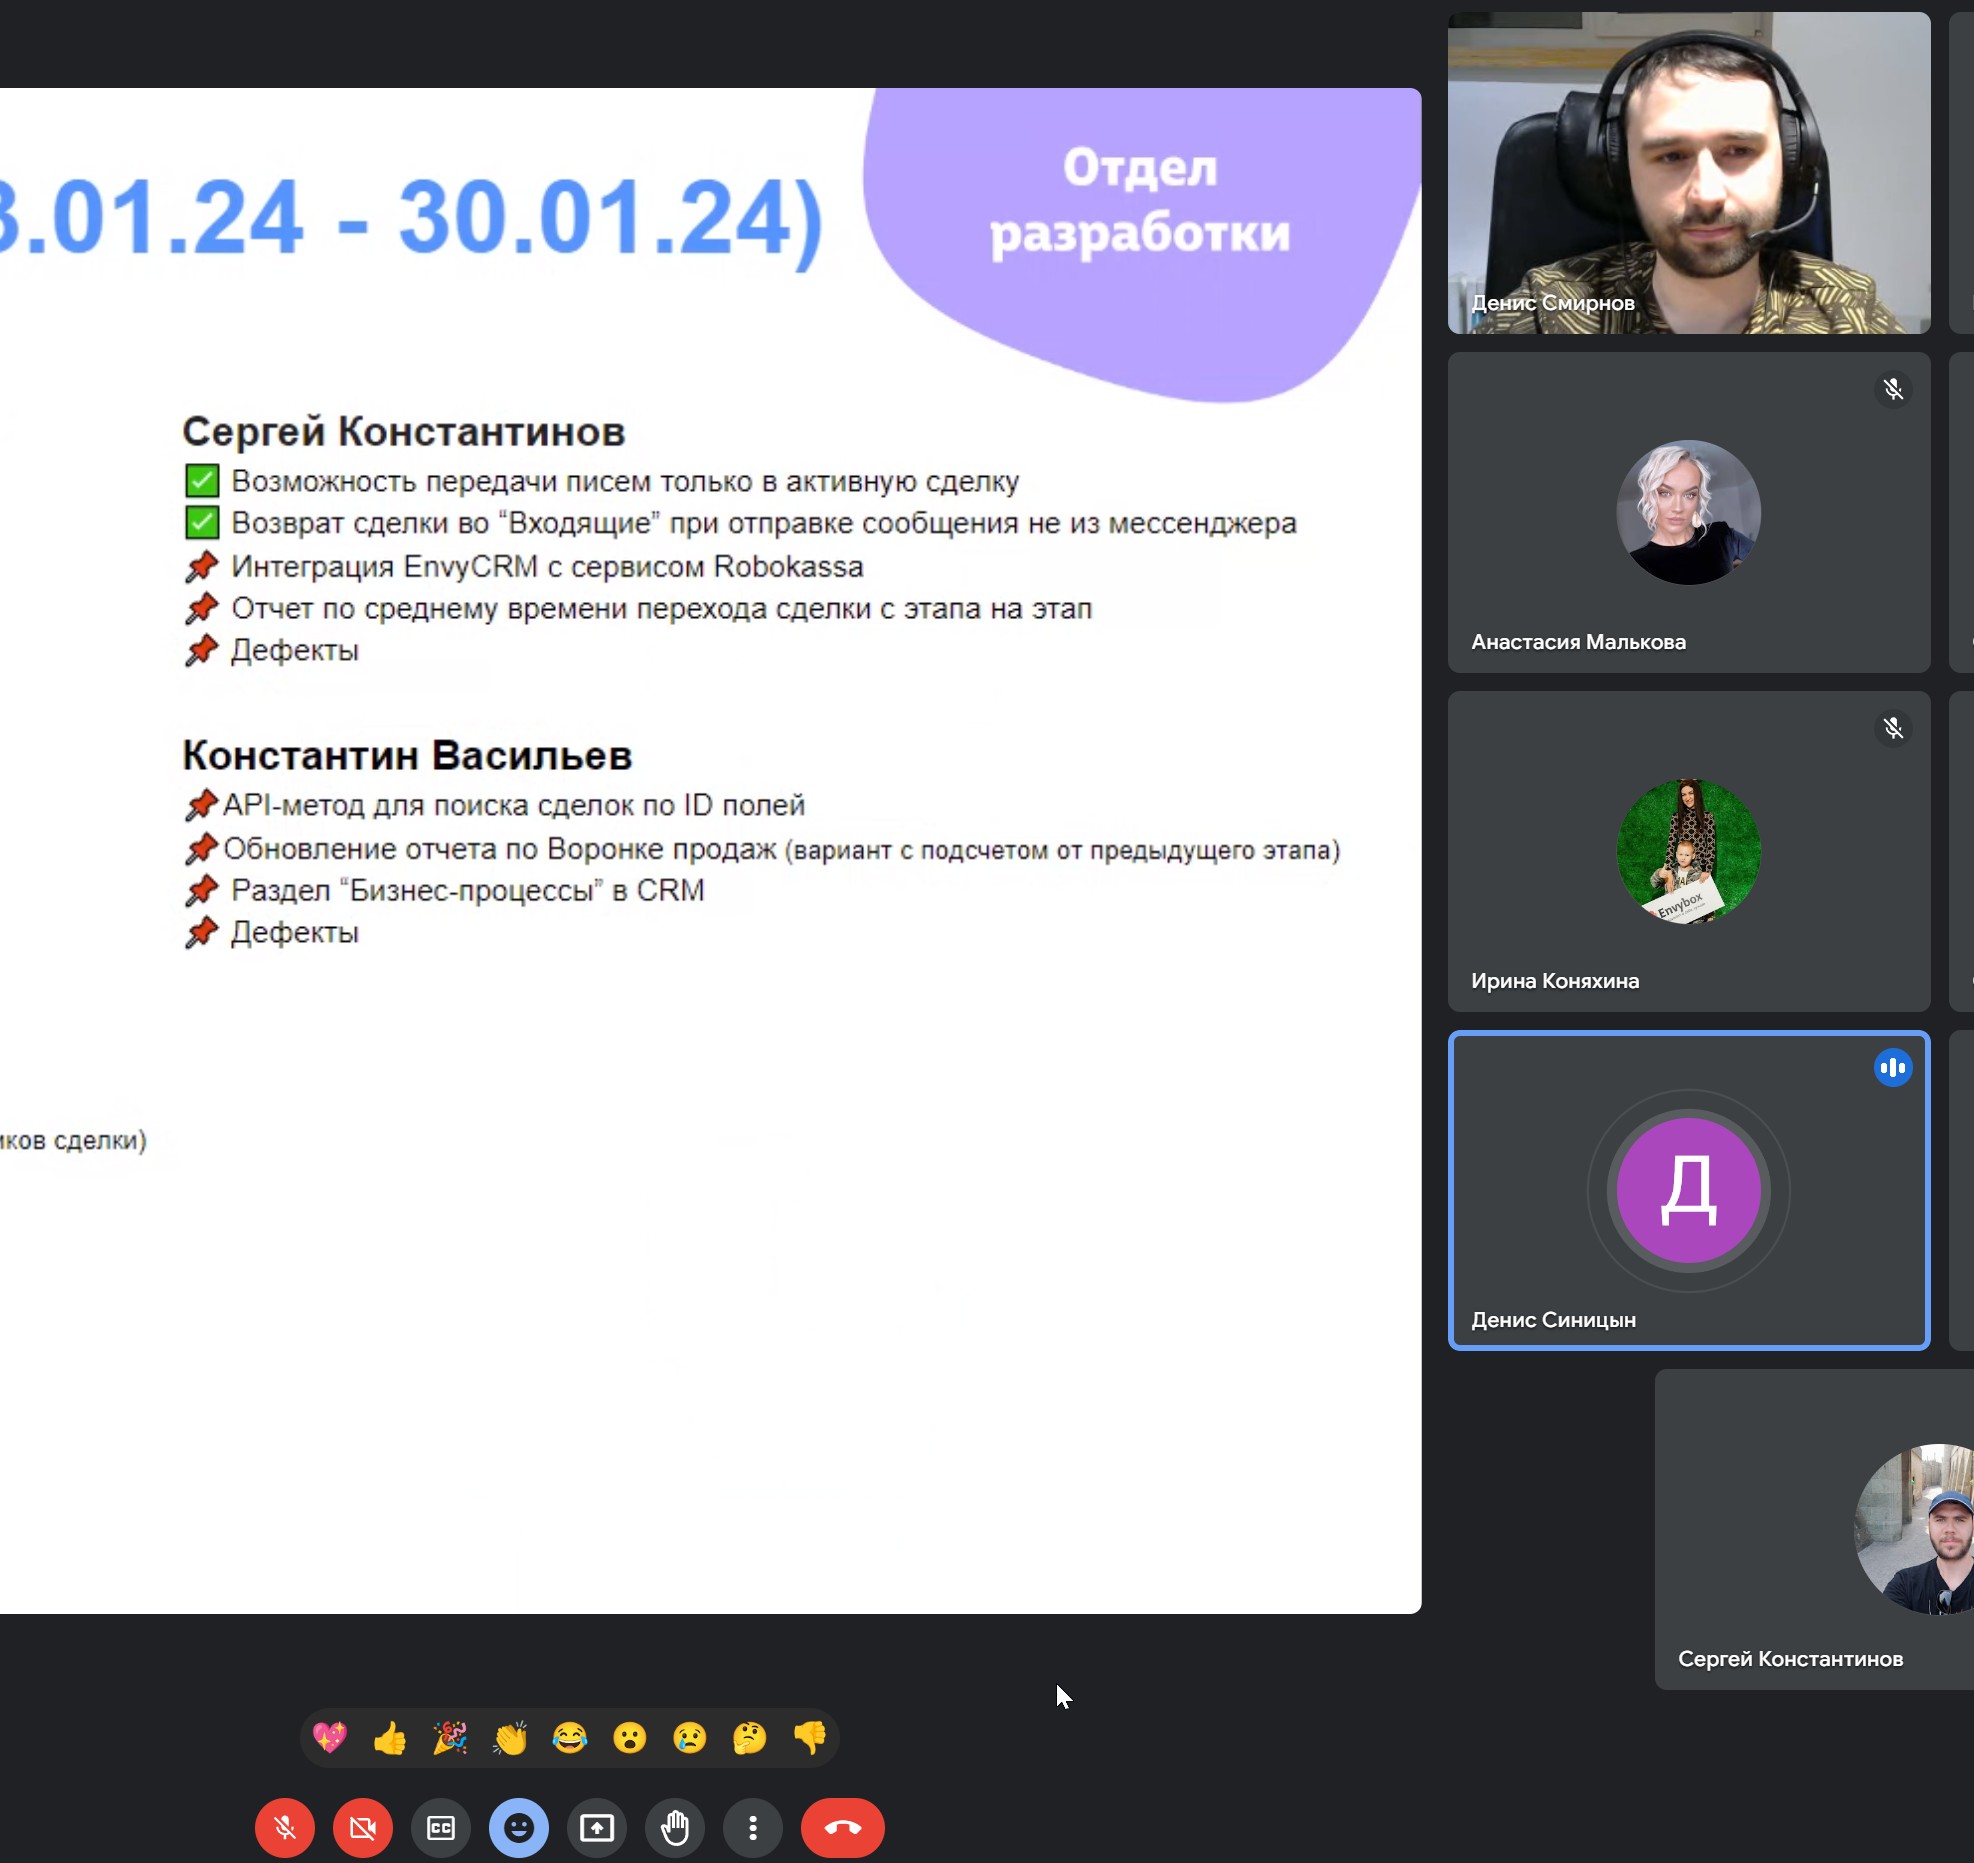 3.01.24 - 30.01.24)
Отдел
разработки
Сергей Константинов
✅ Возможность передачи писем только в активную сделку
✅ Возврат сделки во “Входящие” при отправке сообщения не из мессенджера
📌 Интеграция EnvyCRM с сервисом Robokassa
📌 Отчет по среднему времени перехода сделки с этапа на этап
📌 Дефекты
Константин Васильев
📌 API-метод для поиска сделок по ID полей
📌 Обновление отчета по Воронке продаж (вариант с подсчетом от предыдущего этапа)
📌 Раздел “Бизнес-процессы” в CRM
📌 Дефекты
иков сделки)
Денис Смирнов
Анастасия Малькова
Envybox
Ирина Коняхина
Д
Денис Синицын
Сергей Константинов
CC